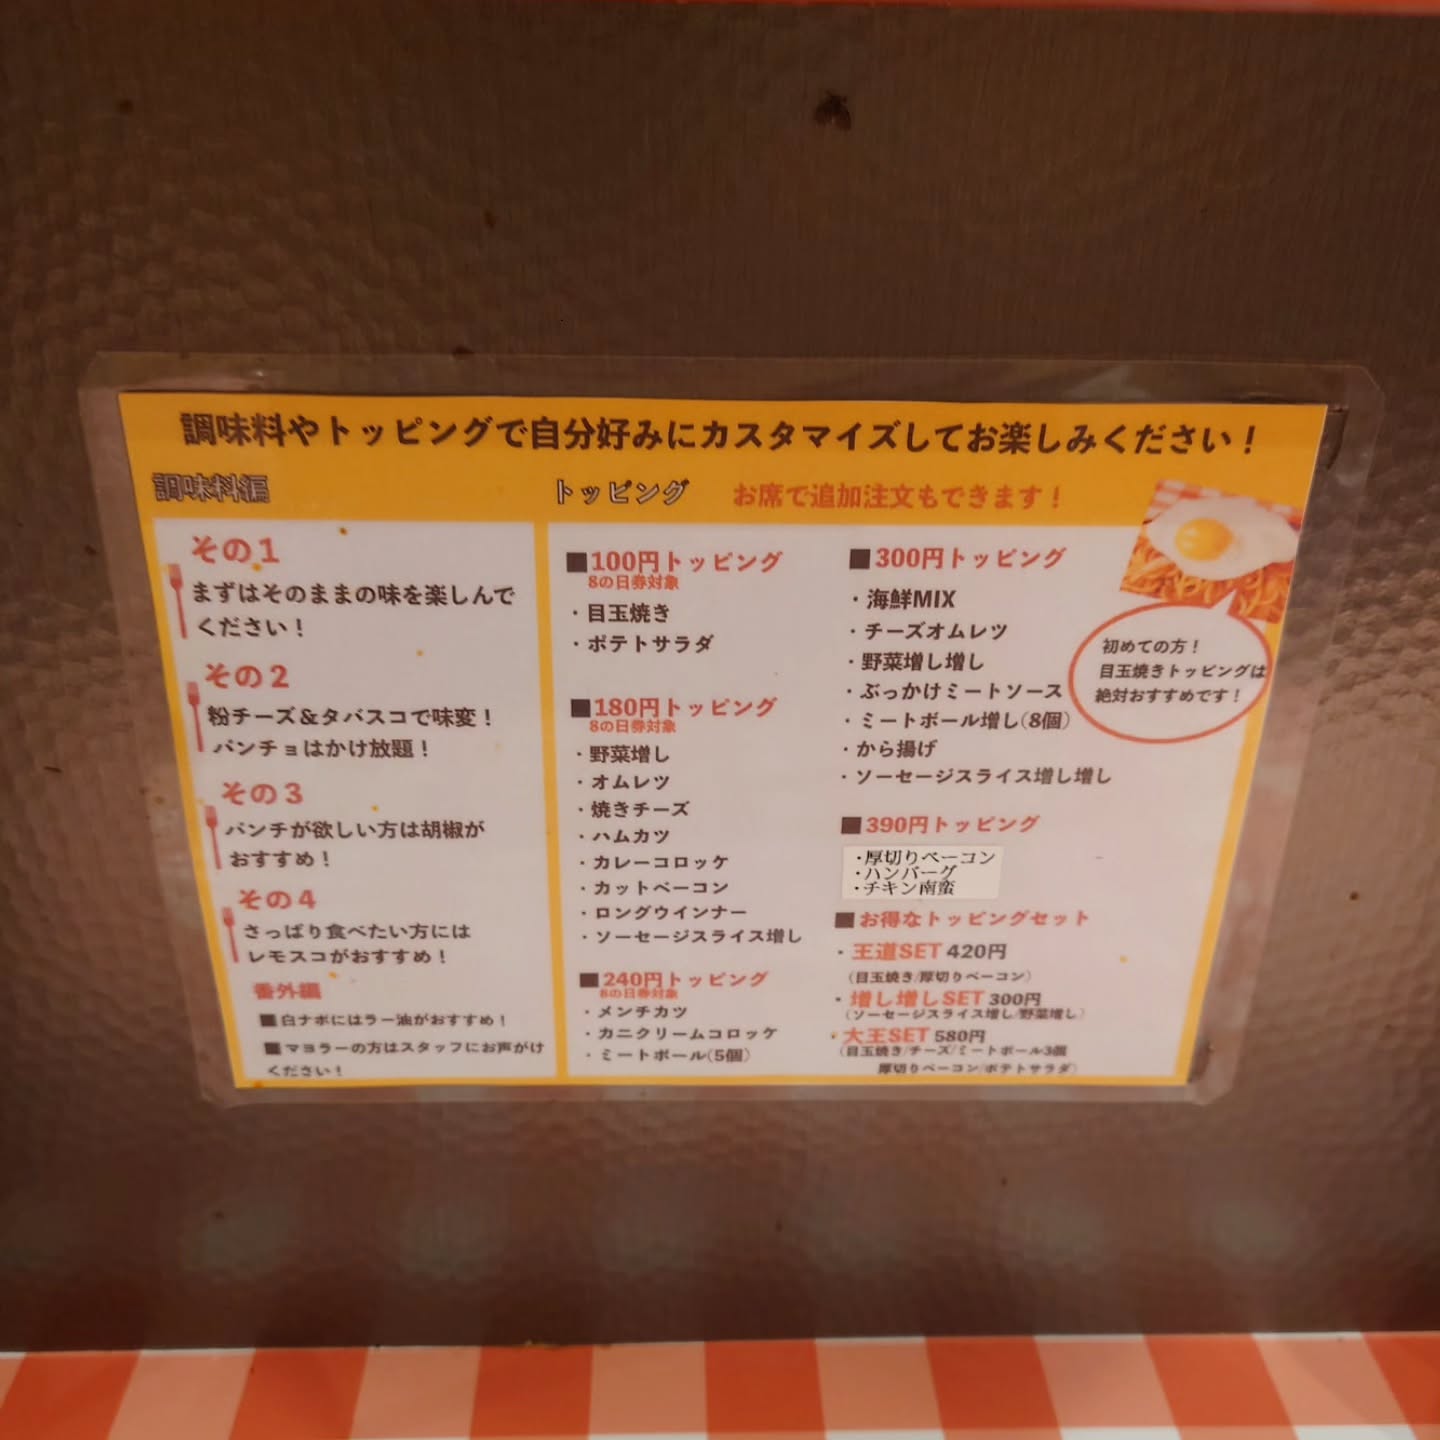 調味料やトッピングで自分好みにカスタマイズしてお楽しみください！
調味料編
その1
まずはそのままの味を楽しんで
ください！
その2
粉チーズ＆タバスコで味変！
パンチョはかけ放題！
その3
パンチが欲しい方は胡椒が
おすすめ！
その4
さっぱり食べたい方には
レモスコがおすすめ！
番外編
■白ナポにはラー油がおすすめ！
■マヨラーの方はスタッフにお声がけ
ください！
トッピング
お席で追加注文もできます！
■100円トッピング
8の日券対象
・目玉焼き
・ポテトサラダ
■180円トッピング
8の日券対象
・野菜増し
・オムレツ
・焼きチーズ
・ハムカツ
・カレーコロッケ
・カットベーコン
・ロングウインナー
・ソーセージスライス増し
■240円トッピング
8の日券対象
・メンチカツ
・カニクリームコロッケ
・ミートボール(5個)
■300円トッピング
・海鮮MIX
・チーズオムレツ
・野菜増し増し
・ぶっかけミートソース
・ミートボール増し(8個)
・から揚げ
・ソーセージスライス増し増し
■390円トッピング
・厚切りベーコン
・ハンバーグ
・チキン南蛮
■お得なトッピングセット
・王道SET 420円
(目玉焼き/厚切りベーコン)
・増し増しSET 300円
(ソーセージスライス増し/野菜増し)
・大王SET 580円
(目玉焼き/チーズ/ミートボール3個
厚切りベーコン/ポテトサラダ)
初めての方！
目玉焼きトッピングは
絶対おすすめです！